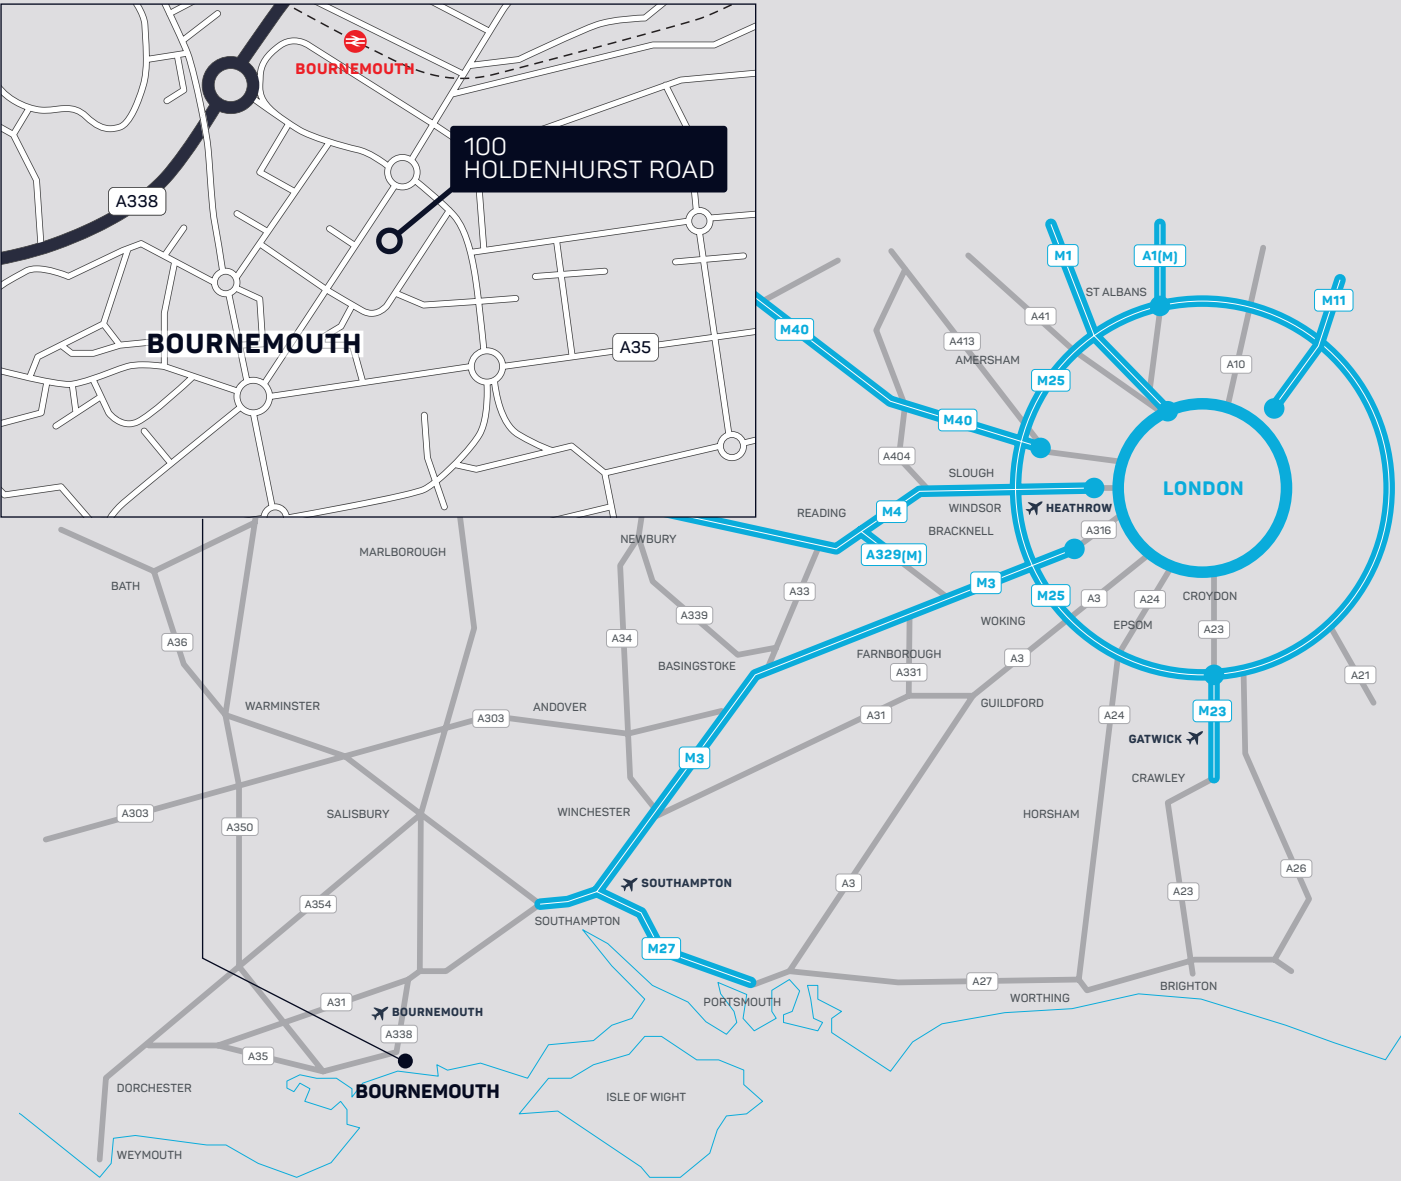 BOURNEMOUTH
100
HOLDENHURST ROAD
A338
BOURNEMOUTH
A35
M1
A1(M)
ST ALBANS
M11
M40
A41
A413
AMERSHAM
A10
M25
M40
A404
SLOUGH
LONDON
READING
M4
WINDSOR
HEATHROW
BRACKNELL
A316
NEWBURY
MARLBOROUGH
A329(M)
BATH
M3
A33
M25
A3
A24
CROYDON
A339
WOKING
EPSOM
A23
A36
A34
FARNBOROUGH
A3
BASINGSTOKE
A331
A21
WARMINSTER
ANDOVER
GUILDFORD
A303
A31
A24
M23
GATWICK
M3
CRAWLEY
A303
SALISBURY
WINCHESTER
HORSHAM
A350
A26
SOUTHAMPTON
A3
A23
A354
SOUTHAMPTON
M27
A27
BRIGHTON
A31
PORTSMOUTH
WORTHING
BOURNEMOUTH
A338
A35
DORCHESTER
BOURNEMOUTH
ISLE OF WIGHT
WEYMOUTH